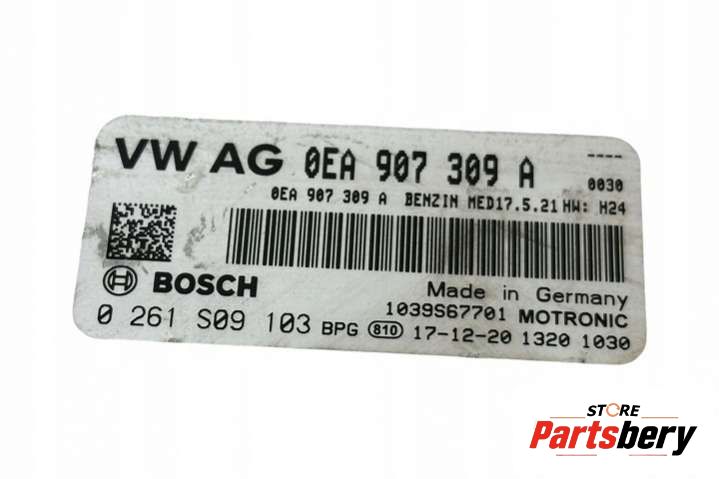 VW AG 0EA 907 309 A ----
0030
0EA 907 309 A BENZIN MED17.5.21 HW: H24
BOSCH
Made in Germany
1039S67701 MOTRONIC
0 261 S09 103 BPG 810 17-12-20 1320 1030
STORE
Partsbery